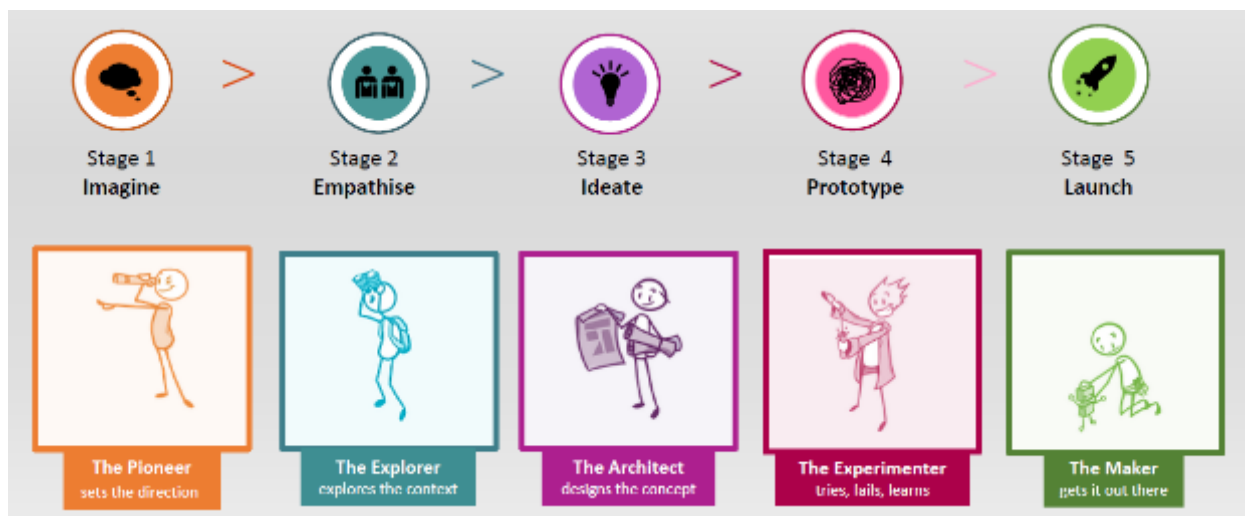 Stage 1
Imagine
>
Stage 2
Empathise
>
Stage 3
Ideate
>
Stage 4
Prototype
>
Stage 5
Launch
The Pioneer
sets the direction
The Explorer
explores the context
The Architect
designs the concept
The Experimenter
tries, fails, learns
The Maker
gets it out there